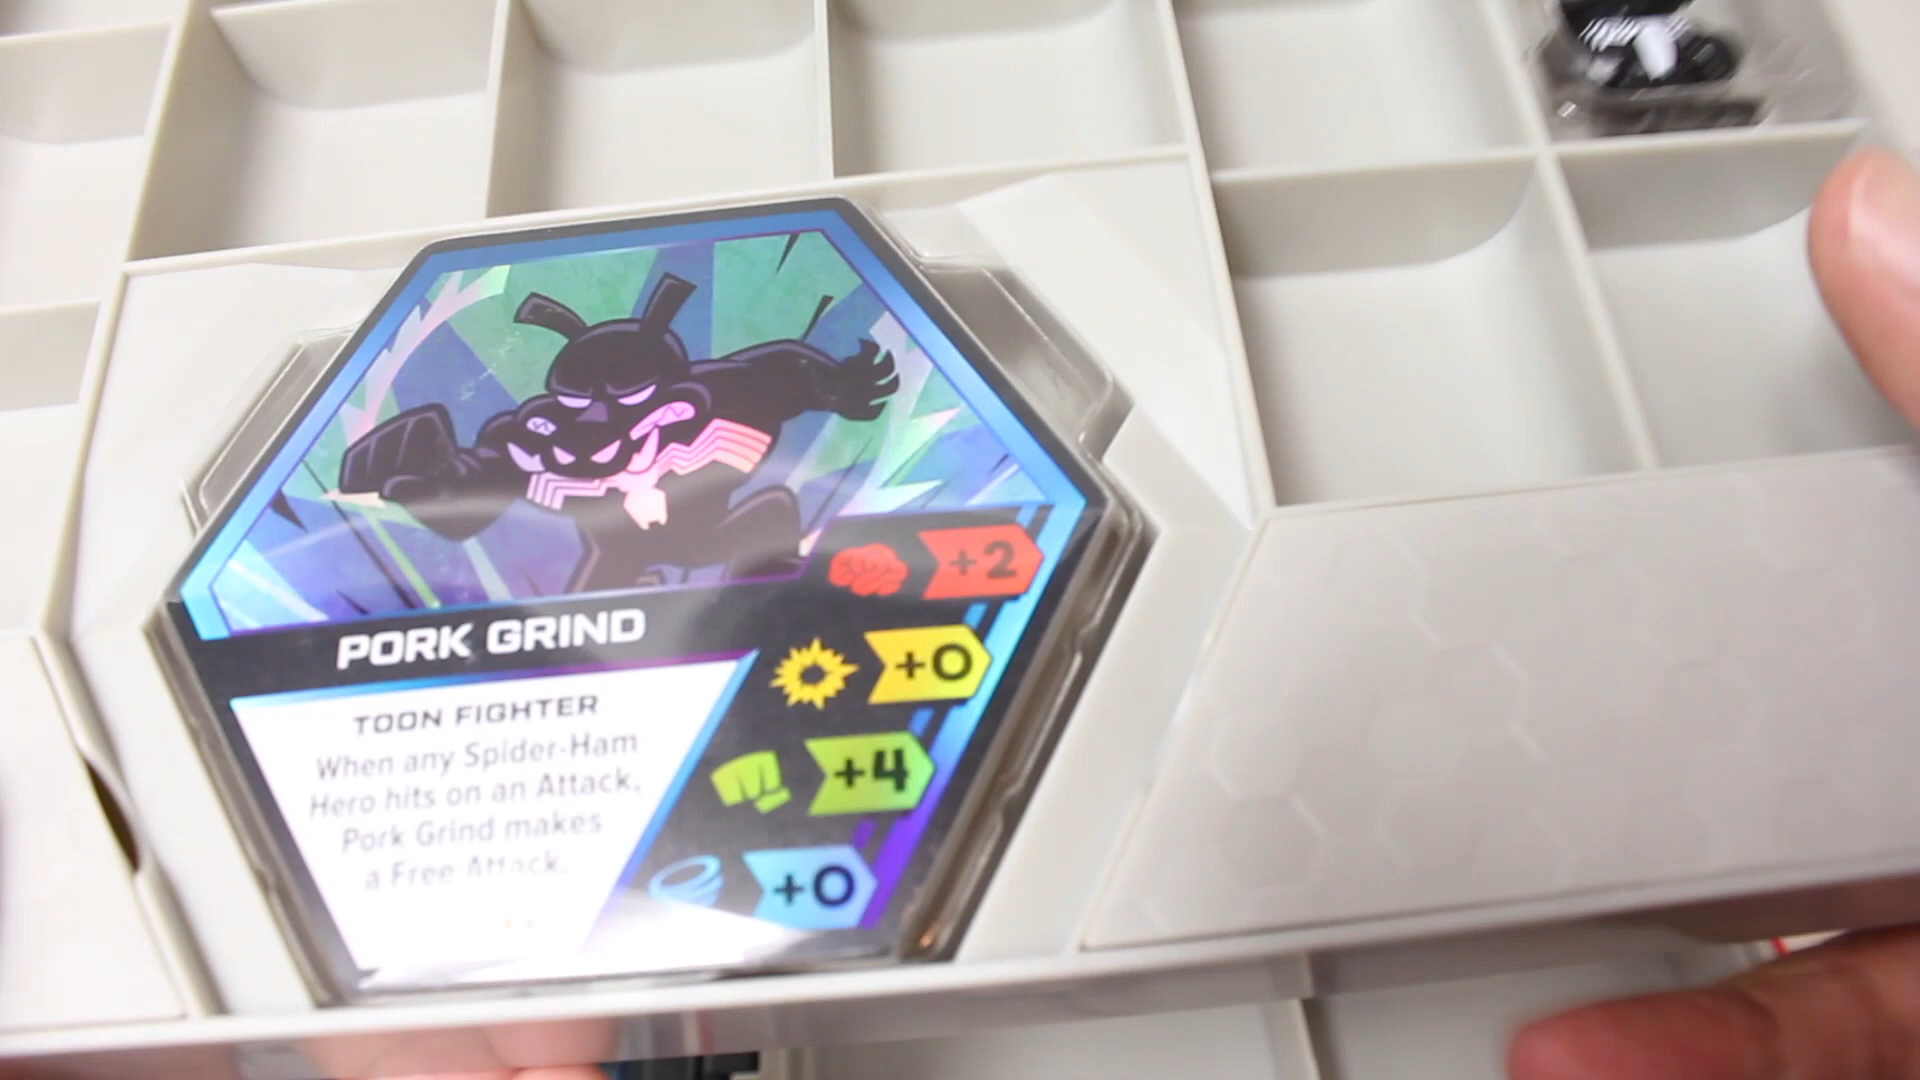 PORK GRIND
TOON FIGHTER
When any Spider-Ham
Hero hits on an Attack,
Pork Grind makes
a Free Attack.
+2
+0
+4
+0